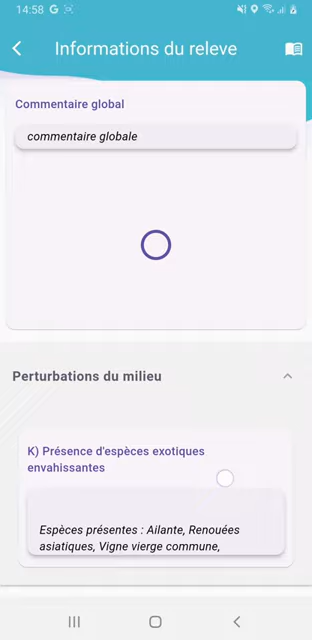 14:58 G
Informations du releve
Commentaire global
commentaire globale
Perturbations du milieu
K) Présence d'espèces exotiques
envahissantes
Espèces présentes : Ailante, Renouées
asiatiques, Vigne vierge commune,